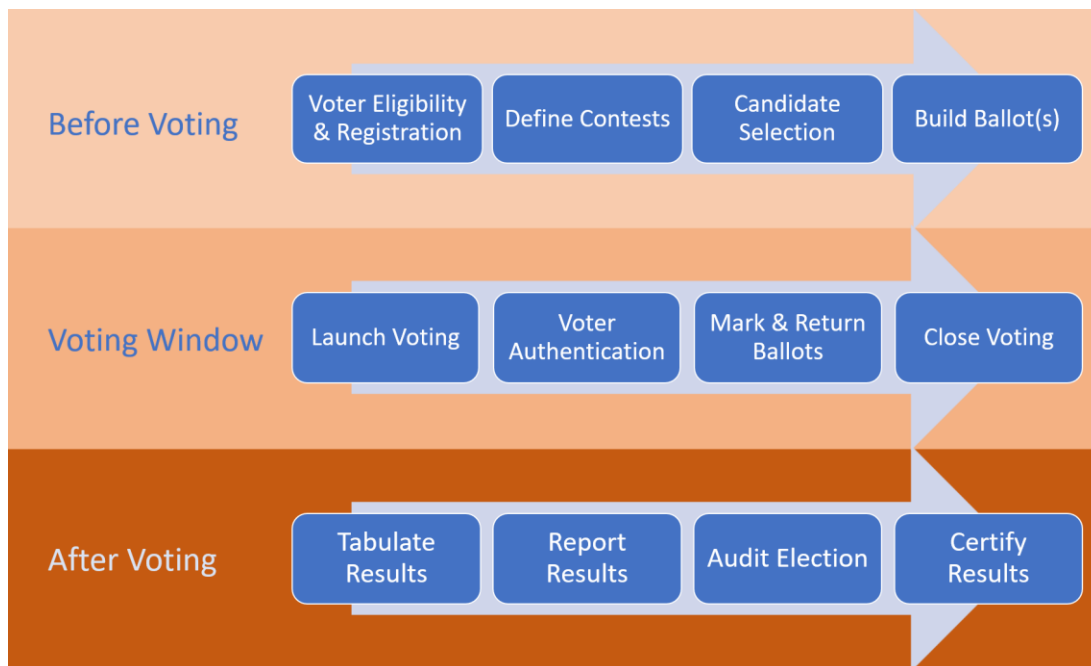 Before Voting
Voter Eligibility
& Registration
Define Contests
Candidate
Selection
Build Ballot(s)
Voting Window
Launch Voting
Voter
Authentication
Mark & Return
Ballots
Close Voting
After Voting
Tabulate
Results
Report
Results
Audit Election
Certify
Results